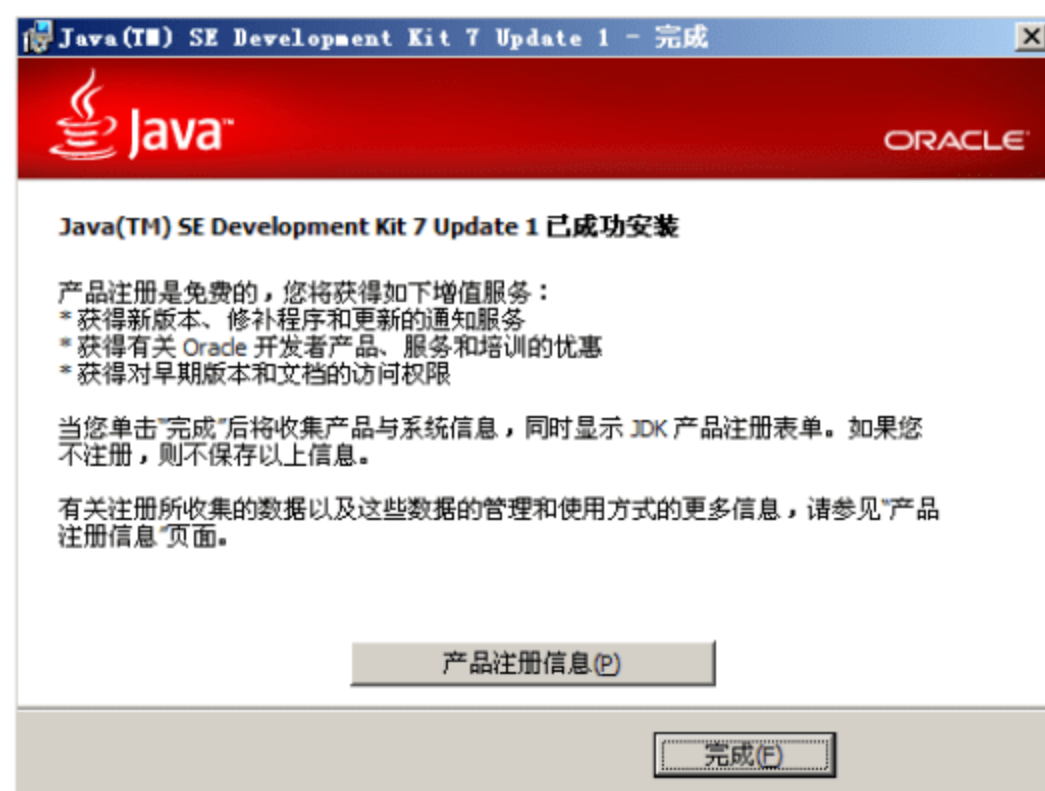 Java(TM) SE Development Kit 7 Update 1 - 完成
Java™
ORACLE
Java(TM) SE Development Kit 7 Update 1 已成功安装
产品注册是免费的，您将获得如下增值服务：
* 获得新版本、修补程序和更新的通知服务
* 获得有关 Oracle 开发者产品、服务和培训的优惠
* 获得对早期版本和文档的访问权限
当您单击"完成"后将收集产品与系统信息，同时显示 JDK 产品注册表单。如果您
不注册，则不保存以上信息。
有关注册所收集的数据以及这些数据的管理和使用方式的更多信息，请参见"产品
注册信息"页面。
产品注册信息(P)
完成(F)